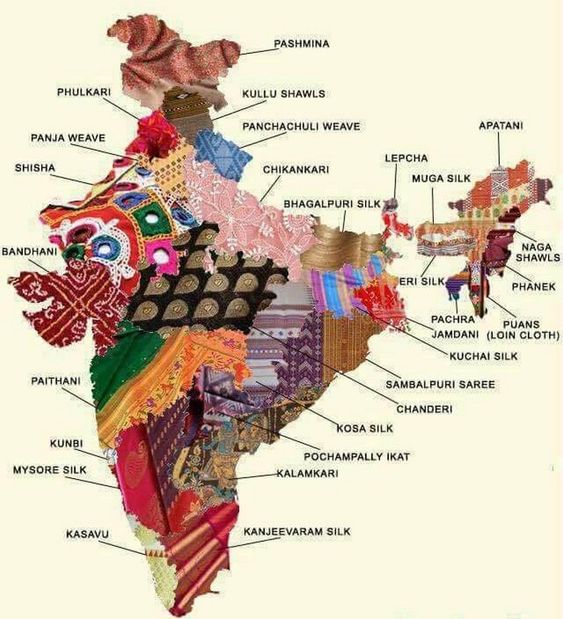 PASHMINA
PHULKARI
KULLU SHAWLS
PANCHACHULI WEAVE
APATANI
PANJA WEAVE
LEPCHA
SHISHA
CHIKANKARI
MUGA SILK
BHAGALPURI SILK
BANDHANI
NAGA
SHAWLS
ERI SILK
PHANEK
PACHRA
JAMDANI
PUANS
(LOIN CLOTH)
KUCHAI SILK
PAITHANI
SAMBALPURI SAREE
CHANDERI
KOSA SILK
KUNBI
POCHAMPALLY IKAT
MYSORE SILK
KALAMKARI
KASAVU
KANJEEVARAM SILK